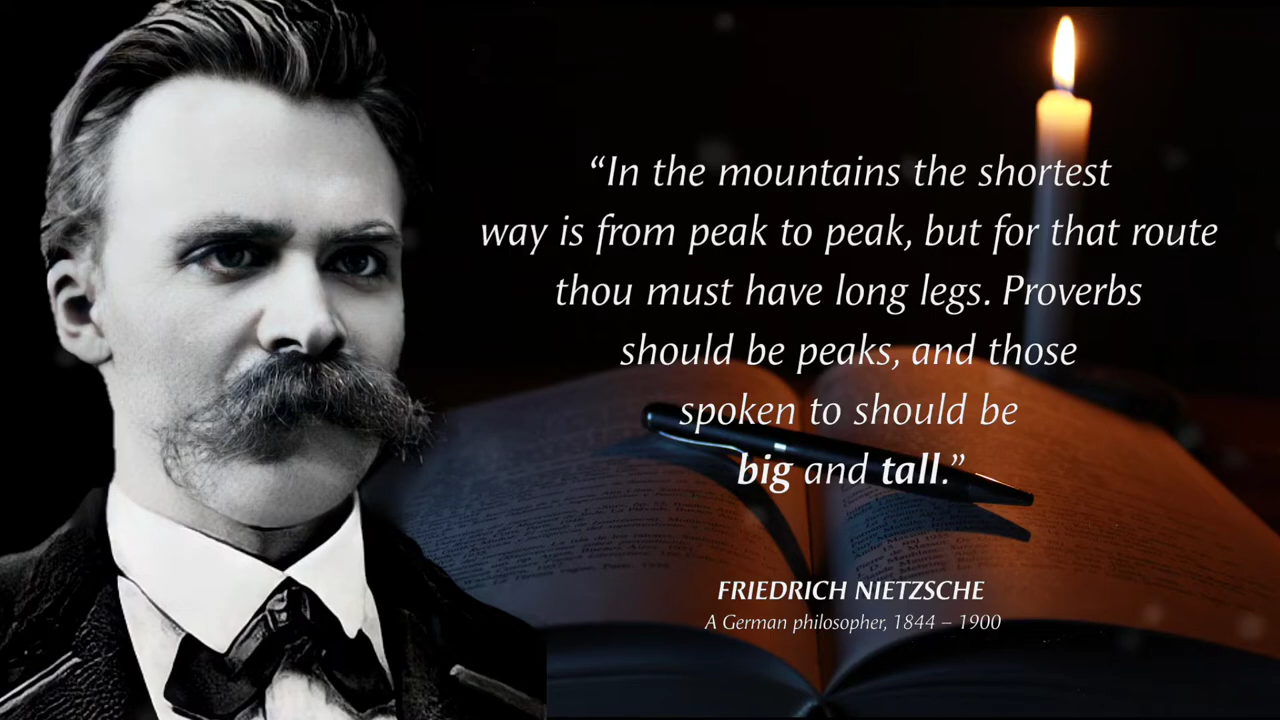 “In the mountains the shortest
way is from peak to peak, but for that route
thou must have long legs. Proverbs
should be peaks, and those
spoken to should be
big and tall.”
FRIEDRICH NIETZSCHE
A German philosopher, 1844 – 1900